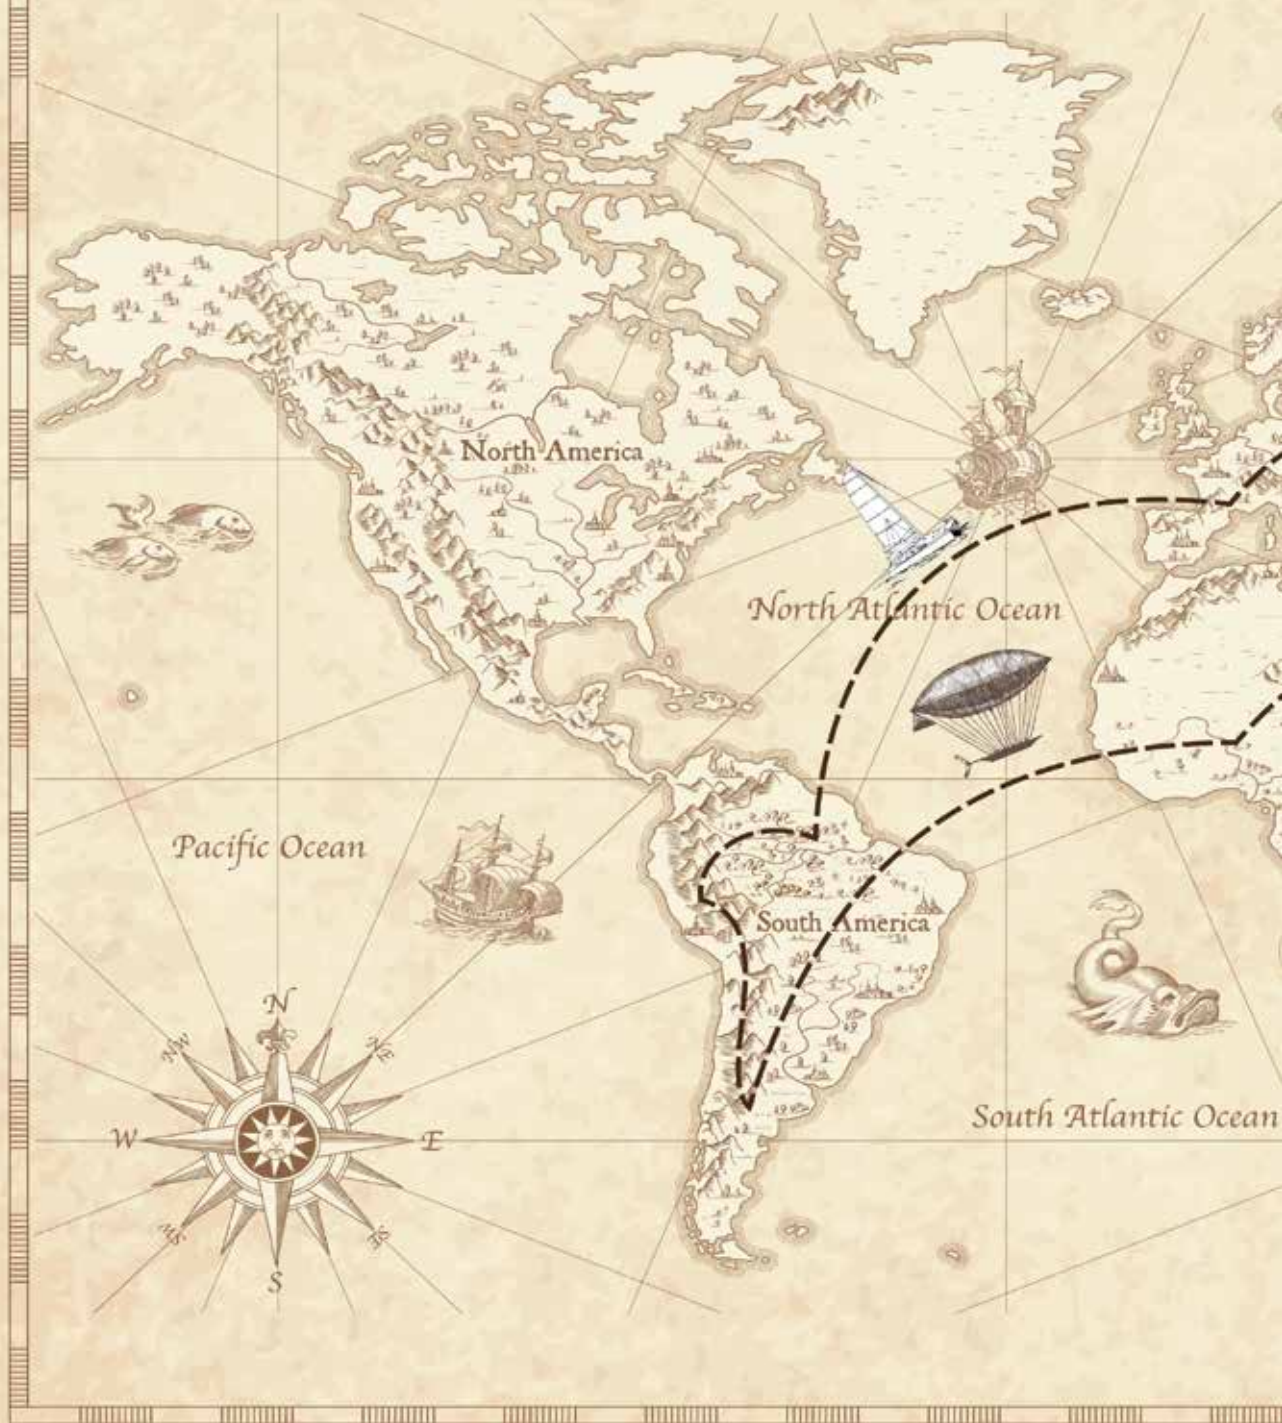 North America
North Atlantic Ocean
Pacific Ocean
South America
N
NW
NE
W
E
South Atlantic Ocean
SW
SE
S